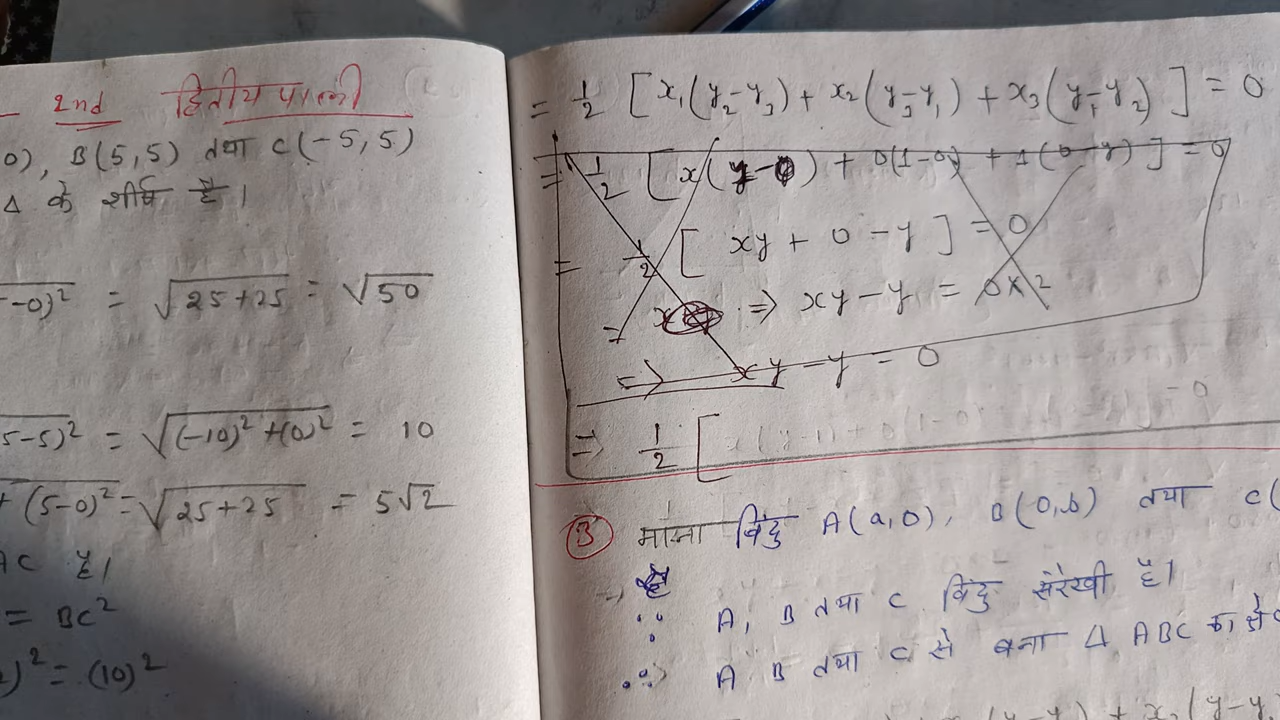 2nd द्वितीय पाली
0), B(5,5) तथा C(-5,5)
Δ के शीर्ष है।
-0)² = √25+25 = √50
5-5)² = √(-10)²+(0)² = 10
+(5-0)² = √25+25 = 5√2
AC है।
= BC²
)² = (10)²
= 1/2 [x₁(y₂-y₃) + x₂(y₃-y₁) + x₃(y₁-y₂)] = 0
= 1/2 [x(y-0) + 0(1-0) + 1(0-y)] = 0
= 1/2 [xy + 0 - y] = 0
⇒ xy-y = 0×2
⇒ xy-y = 0
⇒ 1/2 [
(B) माना बिंदु A(a,0), B(0,b) तथा C(
∵ A, B तथा C बिंदु सरेखी है।
∴ A B तथा C से बना Δ ABC का
(y-y) + x₂(y-y